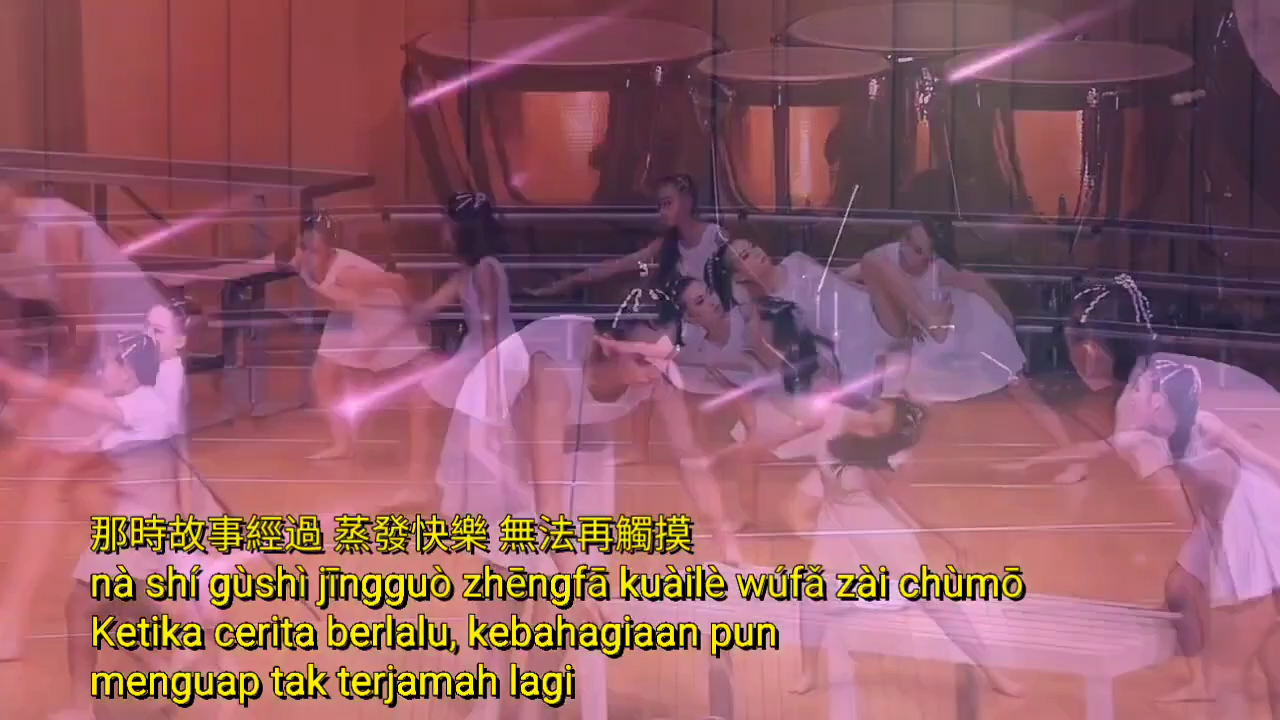 那時故事經過 蒸發快樂 無法再觸摸
nà shí gùshì jīngguò zhēngfā kuàilè wúfǎ zài chùmō
Ketika cerita berlalu, kebahagiaan pun
menguap tak terjamah lagi